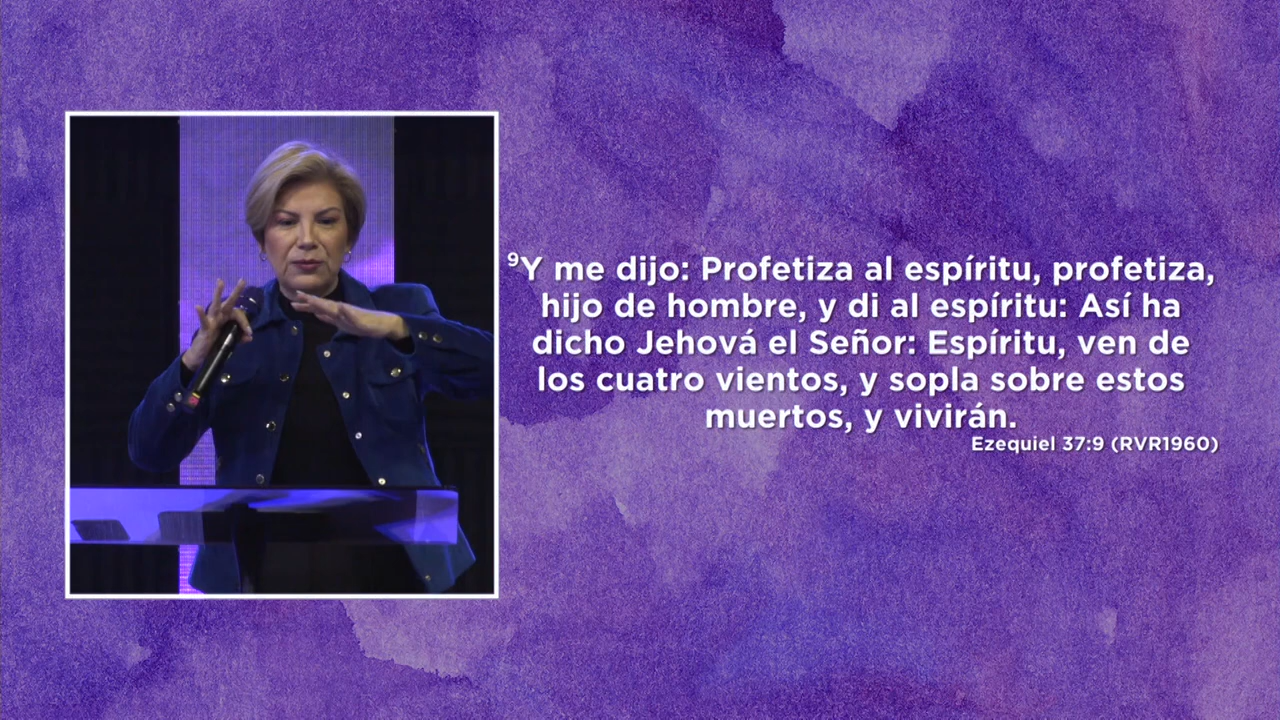 ⁹Y me dijo: Profetiza al espíritu, profetiza,
hijo de hombre, y di al espíritu: Así ha
dicho Jehová el Señor: Espíritu, ven de
los cuatro vientos, y sopla sobre estos
muertos, y vivirán.
Ezequiel 37:9 (RVR1960)